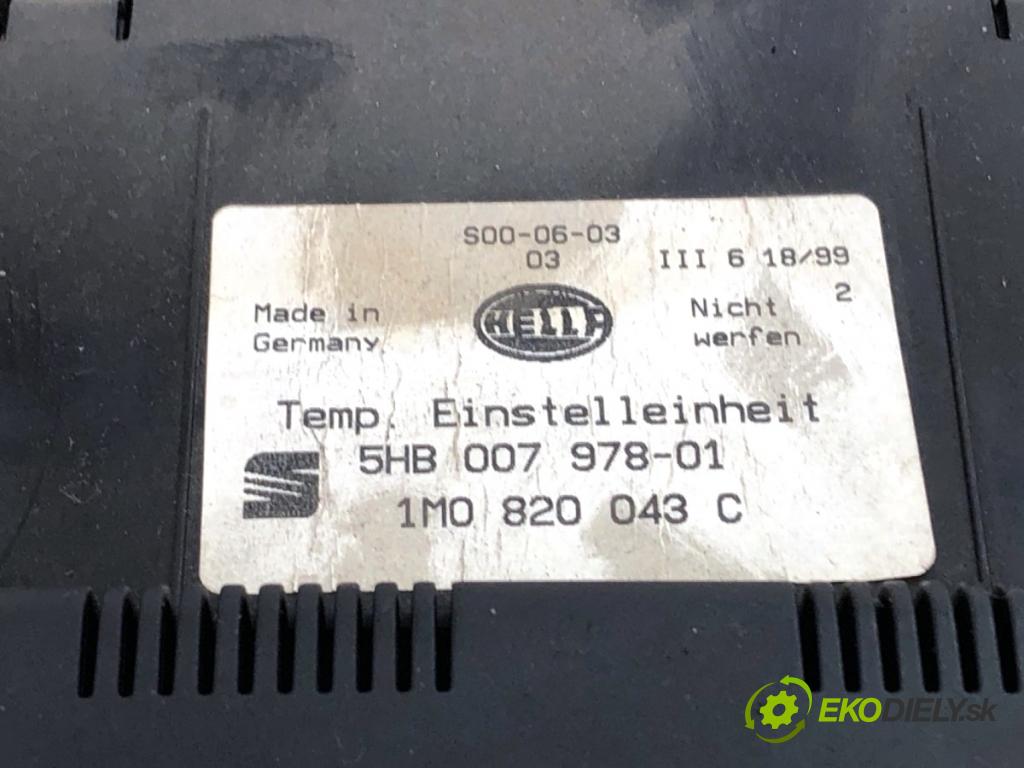 S00-06-03
03
III 6 18/99
2
Made in
Germany.
HELLA
Nicht
werfen
Temp. Einstelleinheit
5HB 007 978-01
1M0 820 043 C
EKODIELY.sk